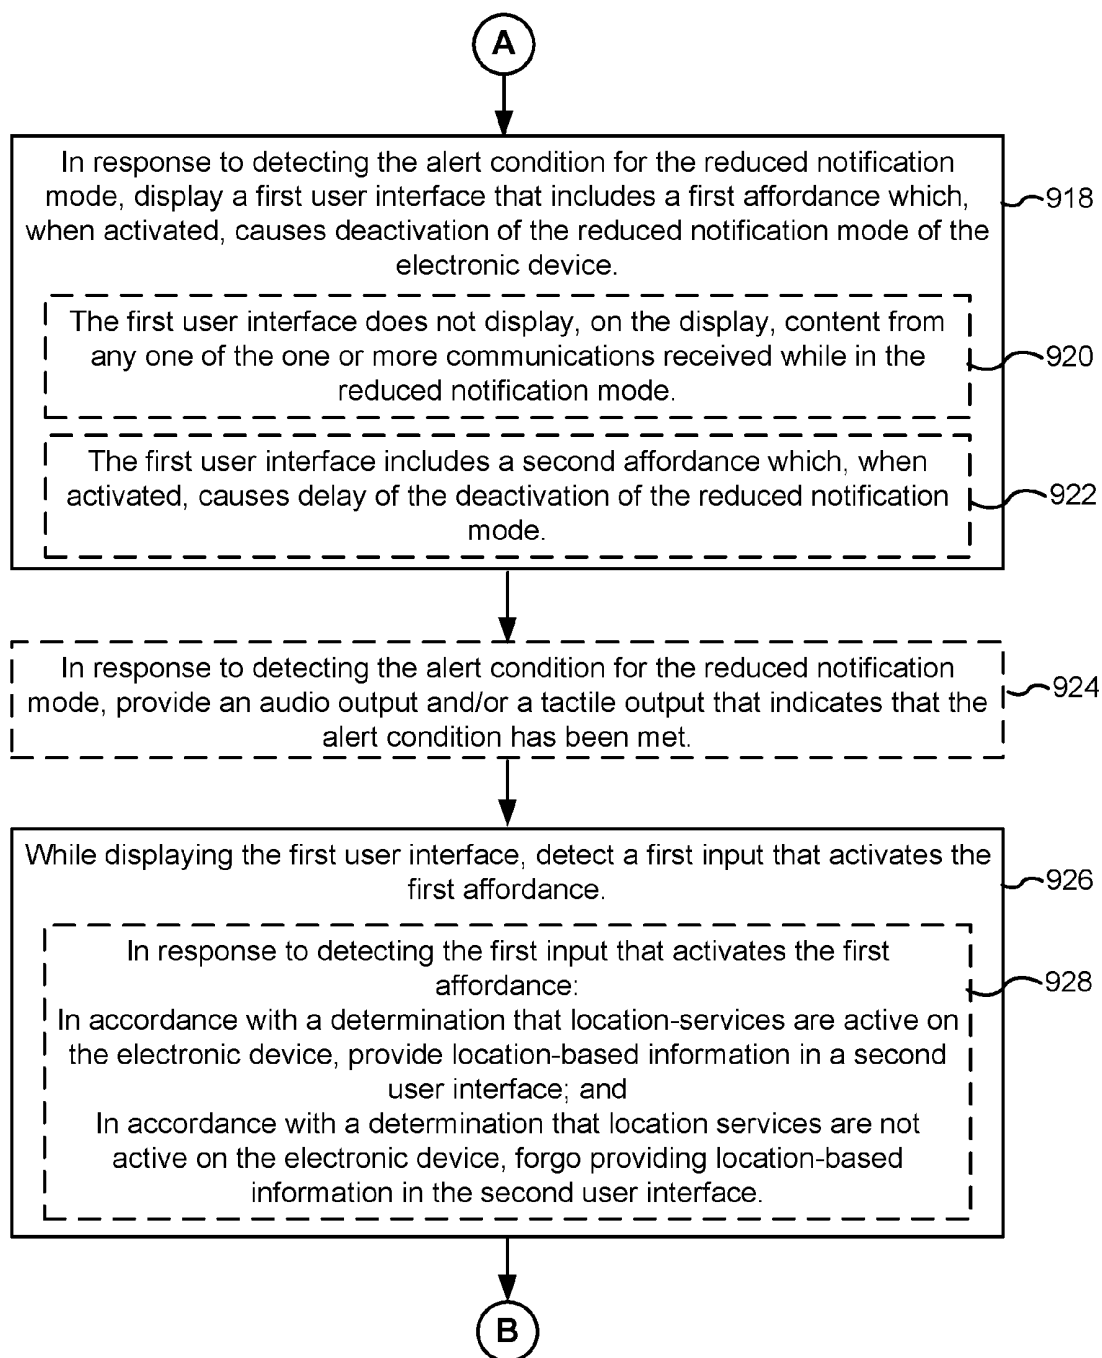 A
In response to detecting the alert condition for the reduced notification
mode, display a first user interface that includes a first affordance which,
when activated, causes deactivation of the reduced notification mode of the
electronic device.
918
The first user interface does not display, on the display, content from
any one of the one or more communications received while in the
reduced notification mode.
920
The first user interface includes a second affordance which, when
activated, causes delay of the deactivation of the reduced notification
mode.
922
In response to detecting the alert condition for the reduced notification
mode, provide an audio output and/or a tactile output that indicates that the
alert condition has been met.
924
While displaying the first user interface, detect a first input that activates the
first affordance.
926
In response to detecting the first input that activates the first
affordance:
In accordance with a determination that location-services are active on
the electronic device, provide location-based information in a second
user interface; and
In accordance with a determination that location services are not
active on the electronic device, forgo providing location-based
information in the second user interface.
928
B